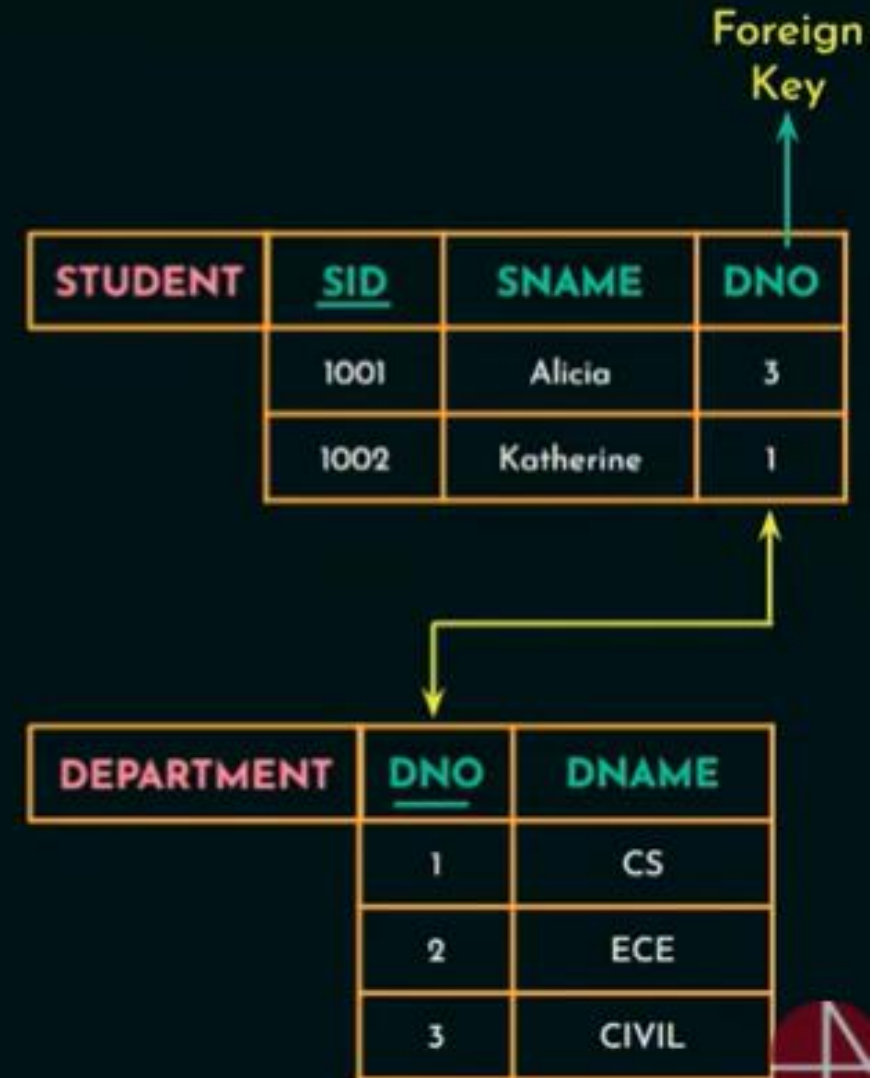 Foreign
Key
STUDENT SID SNAME DNO
1001 Alicia 3
1002 Katherine 1
DEPARTMENT DNO DNAME
1 CS
2 ECE
3 CIVIL